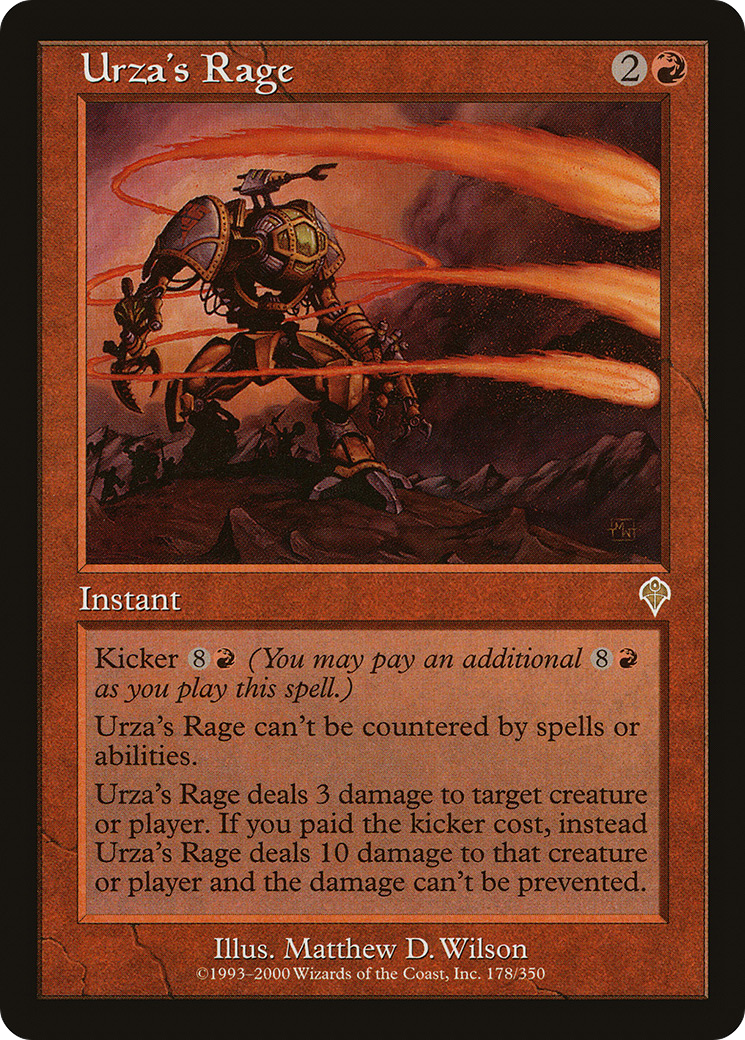 Urza's Rage 2
Instant
Kicker 8 (You may pay an additional 8
as you play this spell.)
Urza's Rage can't be countered by spells or
abilities.
Urza's Rage deals 3 damage to target creature
or player. If you paid the kicker cost, instead
Urza's Rage deals 10 damage to that creature
or player and the damage can't be prevented.
Illus. Matthew D. Wilson
©1993-2000 Wizards of the Coast, Inc. 178/350